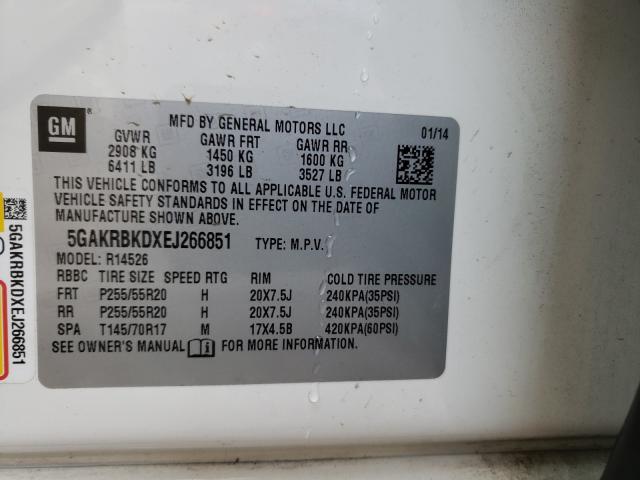 GM
MFD BY GENERAL MOTORS LLC 01/14
GVWR GAWR FRT GAWR RR
2908 KG 1450 KG 1600 KG
6411 LB 3196 LB 3527 LB
THIS VEHICLE CONFORMS TO ALL APPLICABLE U.S. FEDERAL MOTOR
VEHICLE SAFETY STANDARDS IN EFFECT ON THE DATE OF
MANUFACTURE SHOWN ABOVE.
5GAKRBKDXEJ266851 TYPE: M.P.V.
MODEL: R14526
RBBC TIRE SIZE SPEED RTG RIM COLD TIRE PRESSURE
FRT P255/55R20 H 20X7.5J 240KPA(35PSI)
RR P255/55R20 H 20X7.5J 240KPA(35PSI)
SPA T145/70R17 M 17X4.5B 420KPA(60PSI)
SEE OWNER'S MANUAL FOR MORE INFORMATION.
5GAKRBKDXEJ266851